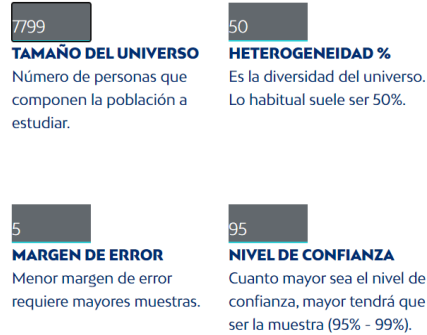 7799
TAMAÑO DEL UNIVERSO
Número de personas que
componen la población a
estudiar.
50
HETEROGENEIDAD %
Es la diversidad del universo.
Lo habitual suele ser 50%.
5
MARGEN DE ERROR
Menor margen de error
requiere mayores muestras.
95
NIVEL DE CONFIANZA
Cuanto mayor sea el nivel de
confianza, mayor tendrá que
ser la muestra (95% - 99%).